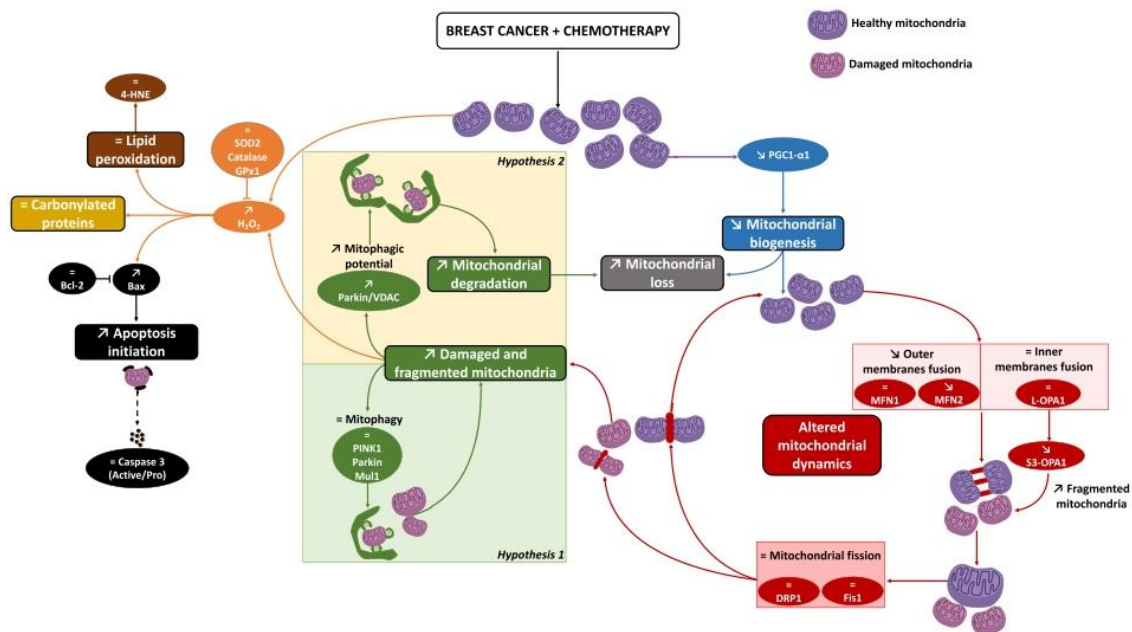 BREAST CANCER + CHEMOTHERAPY
Healthy mitochondria
Damaged mitochondria
=
4-HNE
= Lipid
peroxidation
=
SOD2
Catalase
GPx1
= Carbonylated
proteins
↗
H₂O₂
=
Bcl-2
↗
Bax
↗ Apoptosis
initiation
= Caspase 3
(Active/Pro)
Hypothesis 2
↗ Mitophagic
potential
↗
Parkin/VDAC
↗ Mitochondrial
degradation
↗ Damaged and
fragmented mitochondria
= Mitophagy
=
PINK1
Parkin
Mul1
Hypothesis 1
↘ PGC1-α1
↘ Mitochondrial
biogenesis
↗ Mitochondrial
loss
↘ Outer
membranes fusion
=
MFN1
↘
MFN2
= Inner
membranes fusion
=
L-OPA1
Altered
mitochondrial
dynamics
↘
S3-OPA1
↗ Fragmented
mitochondria
= Mitochondrial fission
=
DRP1
=
Fis1